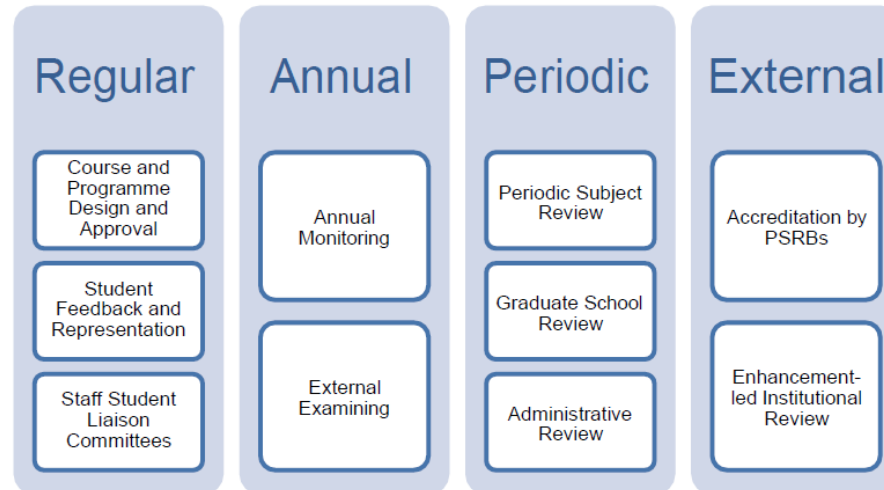 Regular
Course and
Programme
Design and
Approval
Student
Feedback and
Representation
Staff Student
Liaison
Committees
Annual
Annual
Monitoring
External
Examining
Periodic
Periodic Subject
Review
Graduate School
Review
Administrative
Review
External
Accreditation by
PSRBs
Enhancement-
led Institutional
Review